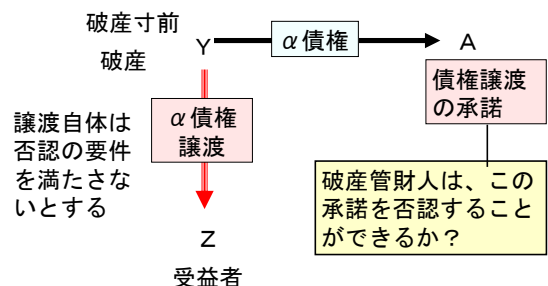 破産寸前
破産
Y
α債権
A
債権譲渡
の承諾
譲渡自体は
否認の要件
を満たさな
いとする
α債権
譲渡
破産管財人は、この
承諾を否認すること
ができるか?
Z
受益者